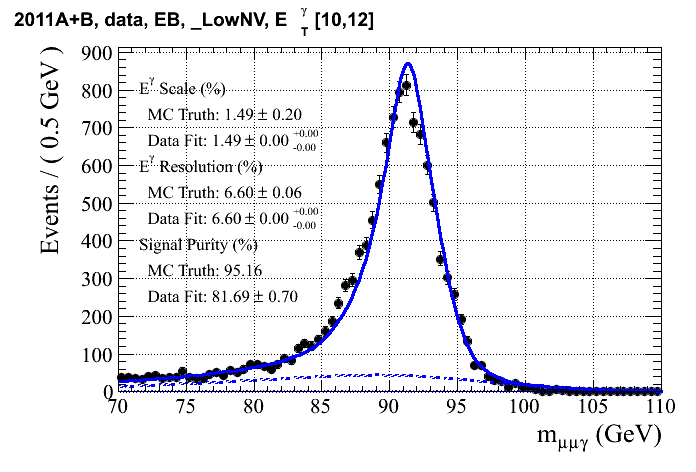 2011A+B, data, EB, _LowNV, E_T^γ [10,12]
Events / ( 0.5 GeV )
900
800
700
600
500
400
300
200
100
0
E^γ Scale (%)
MC Truth: 1.49 ± 0.20
Data Fit: 1.49 ± 0.00 +0.00 -0.00
E^γ Resolution (%)
MC Truth: 6.60 ± 0.06
Data Fit: 6.60 ± 0.00 +0.00 -0.00
Signal Purity (%)
MC Truth: 95.16
Data Fit: 81.69 ± 0.70
70 75 80 85 90 95 100 105 110
m_μμγ (GeV)